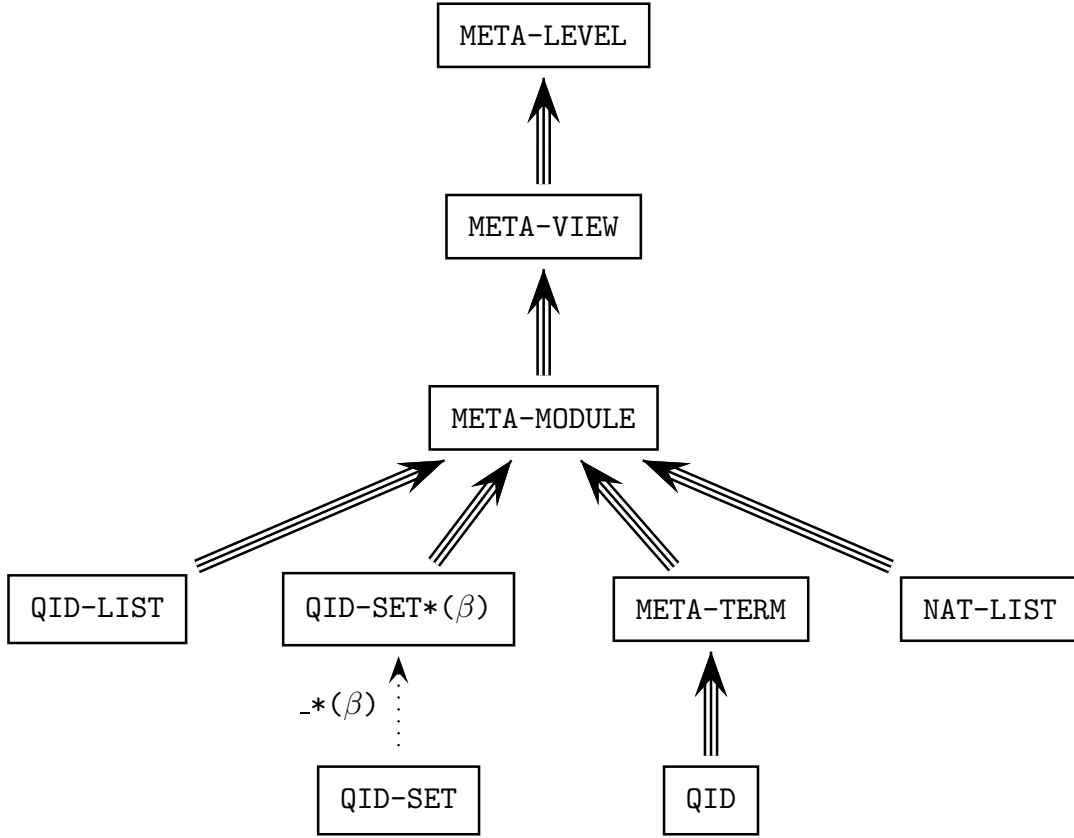 META-LEVEL
META-VIEW
META-MODULE
QID-LIST
QID-SET*(β)
META-TERM
NAT-LIST
_*(β)
QID-SET
QID